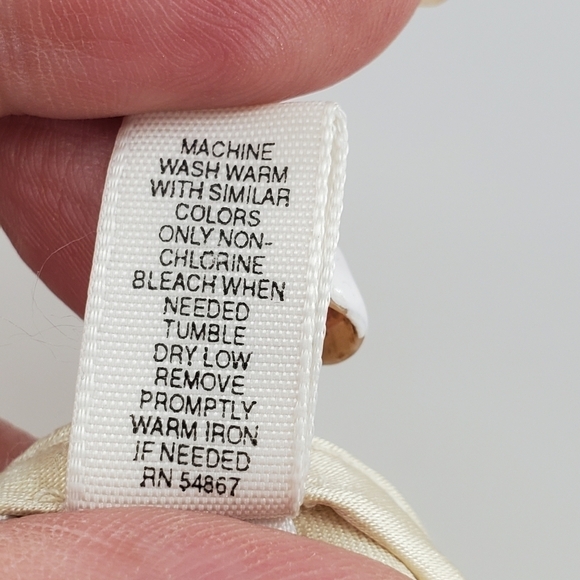 MACHINE
WASH WARM
WITH SIMILAR
COLORS
ONLY NON-
CHLORINE
BLEACH WHEN
NEEDED
TUMBLE
DRY LOW
REMOVE
PROMPTLY
WARM IRON
IF NEEDED
RN 54867